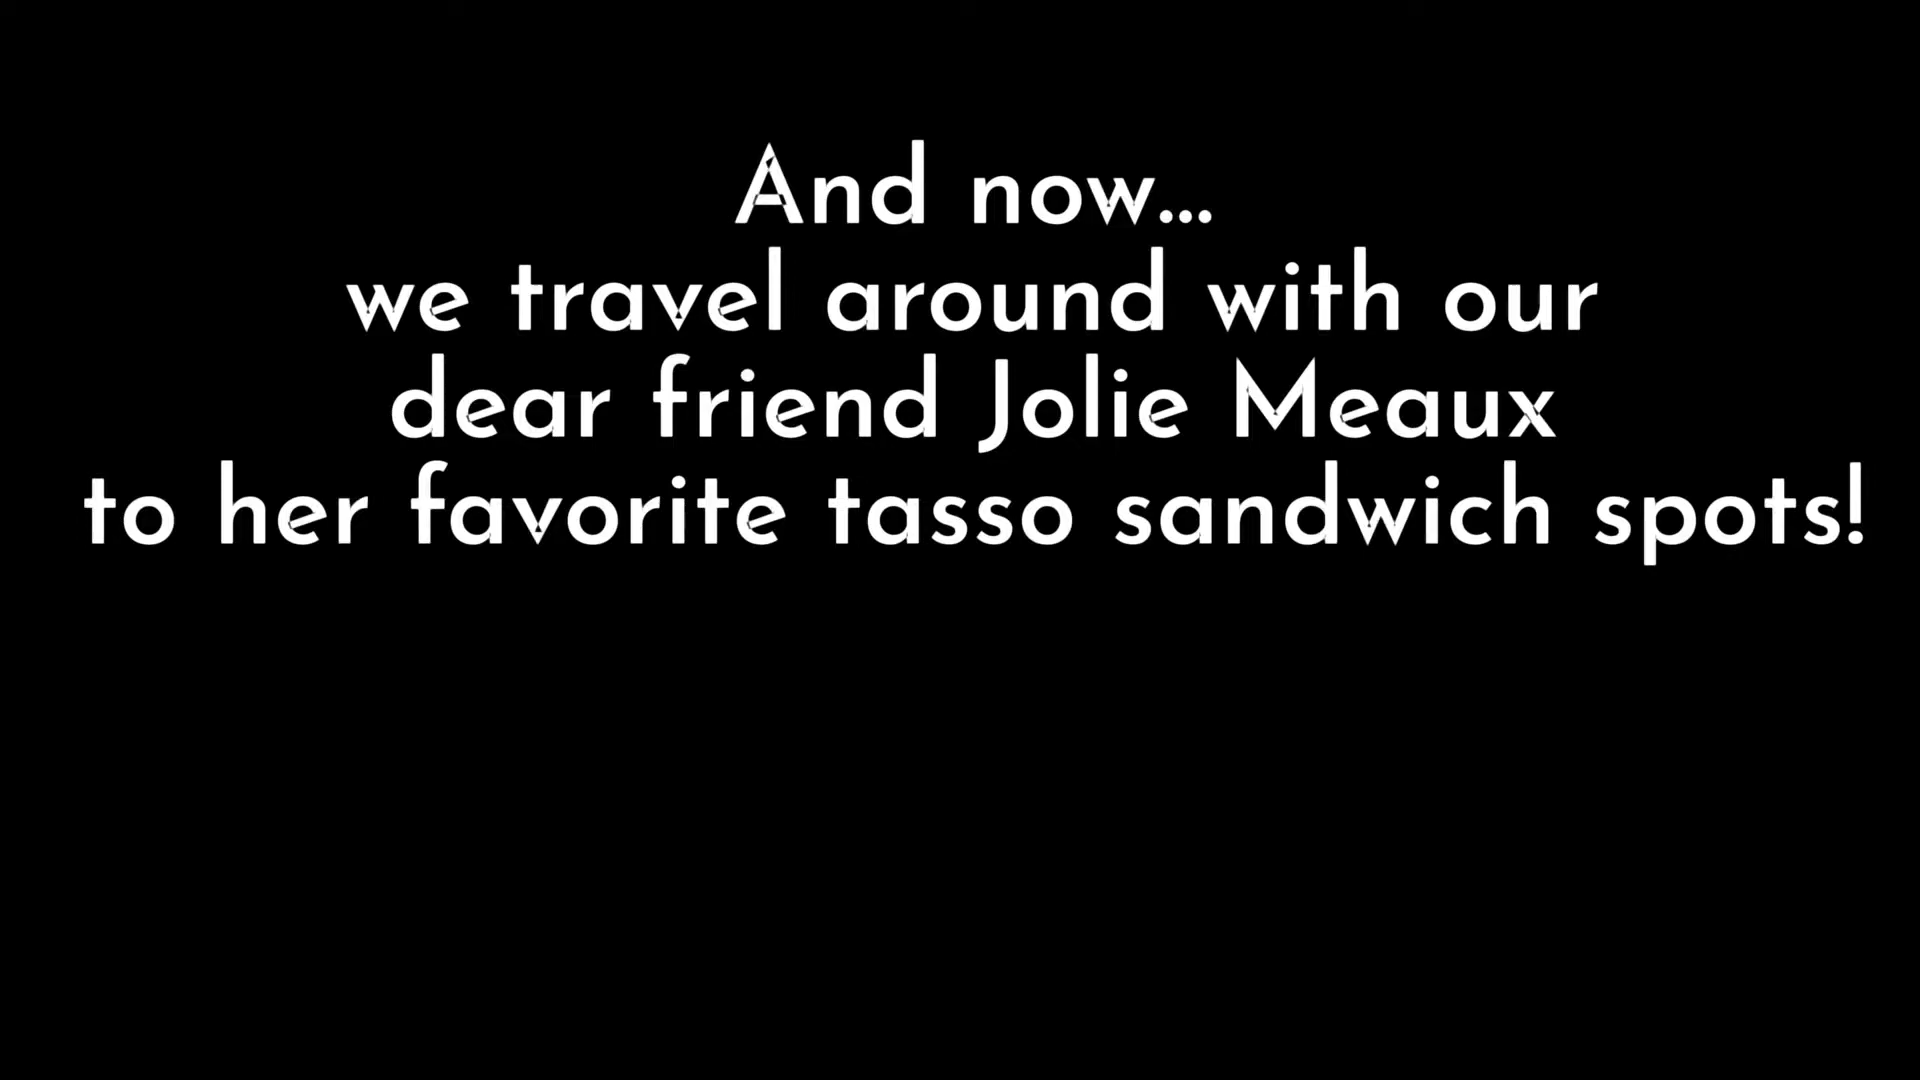 And now...
we travel around with our
dear friend Jolie Meaux
to her favorite tasso sandwich spots!